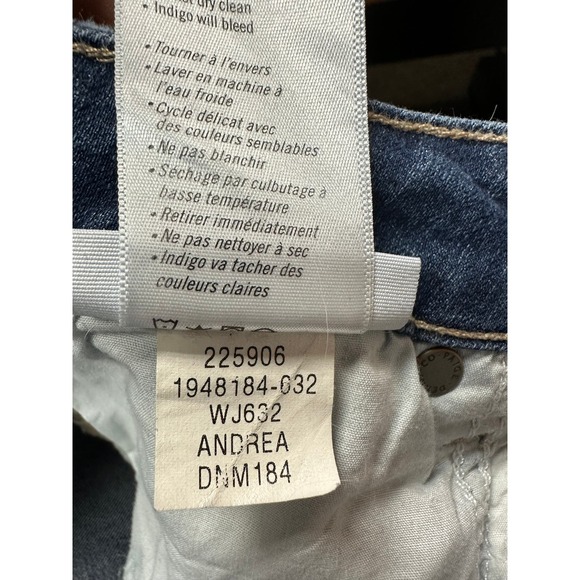 dry clean
• Indigo will bleed
• Tourner à l'envers
• Laver en machine à
l'eau froide
• Cycle délicat avec
des couleurs semblables
• Ne pas blanchir
• Séchage par culbutage à
basse température
• Retirer immédiatement
• Ne pas nettoyer à sec
• Indigo va tacher des
couleurs claires
225906
1948184-032
WJ632
ANDREA
DNM184